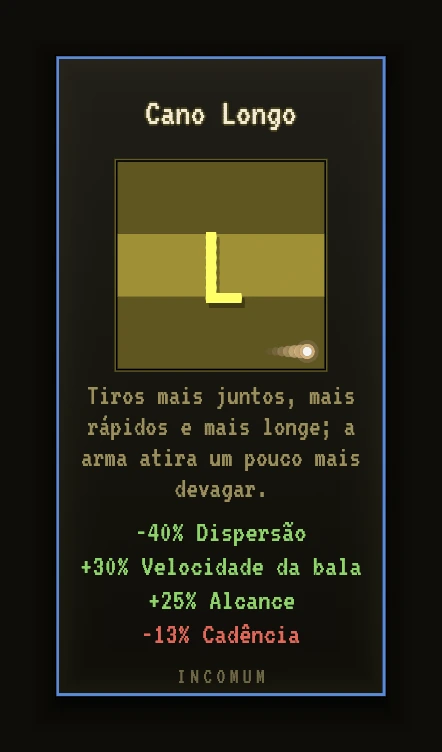 Cano Longo
L
Tiros mais juntos, mais
rápidos e mais longe; a
arma atira um pouco mais
devagar.
-40% Dispersão
+30% Velocidade da bala
+25% Alcance
-13% Cadência
INCOMUM